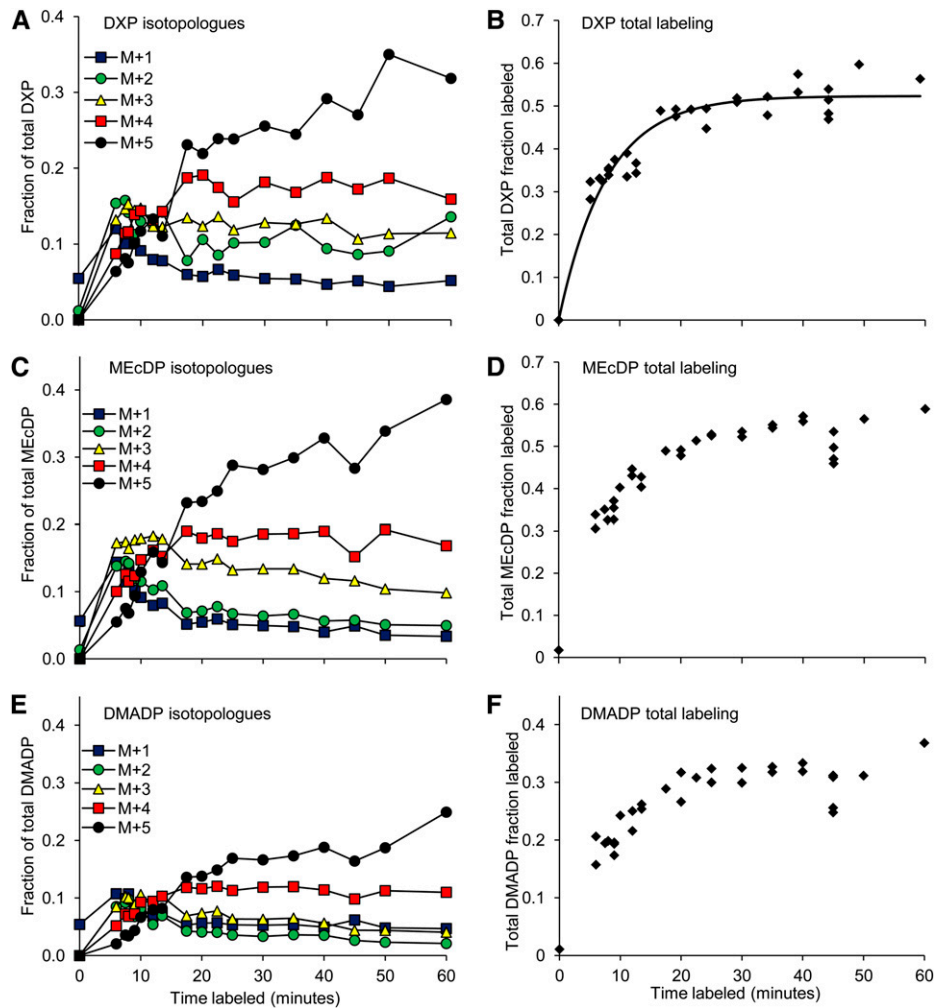 A
DXP isotopologues
Fraction of total DXP
0.4
0.3
0.2
0.1
0.0
M+1
M+2
M+3
M+4
M+5
0 10 20 30 40 50 60
B
DXP total labeling
Total DXP fraction labeled
0.7
0.6
0.5
0.4
0.3
0.2
0.1
0
0 10 20 30 40 50 60
C
MEcDP isotopologues
Fraction of total MEcDP
0.4
0.3
0.2
0.1
0.0
M+1
M+2
M+3
M+4
M+5
0 10 20 30 40 50 60
D
MEcDP total labeling
Total MEcDP fraction labeled
0.7
0.6
0.5
0.4
0.3
0.2
0.1
0
0 10 20 30 40 50 60
E
DMADP isotopologues
Fraction of total DMADP
0.4
0.3
0.2
0.1
0.0
M+1
M+2
M+3
M+4
M+5
0 10 20 30 40 50 60
Time labeled (minutes)
F
DMADP total labeling
Total DMADP fraction labeled
0.4
0.3
0.2
0.1
0.0
0 10 20 30 40 50 60
Time labeled (minutes)